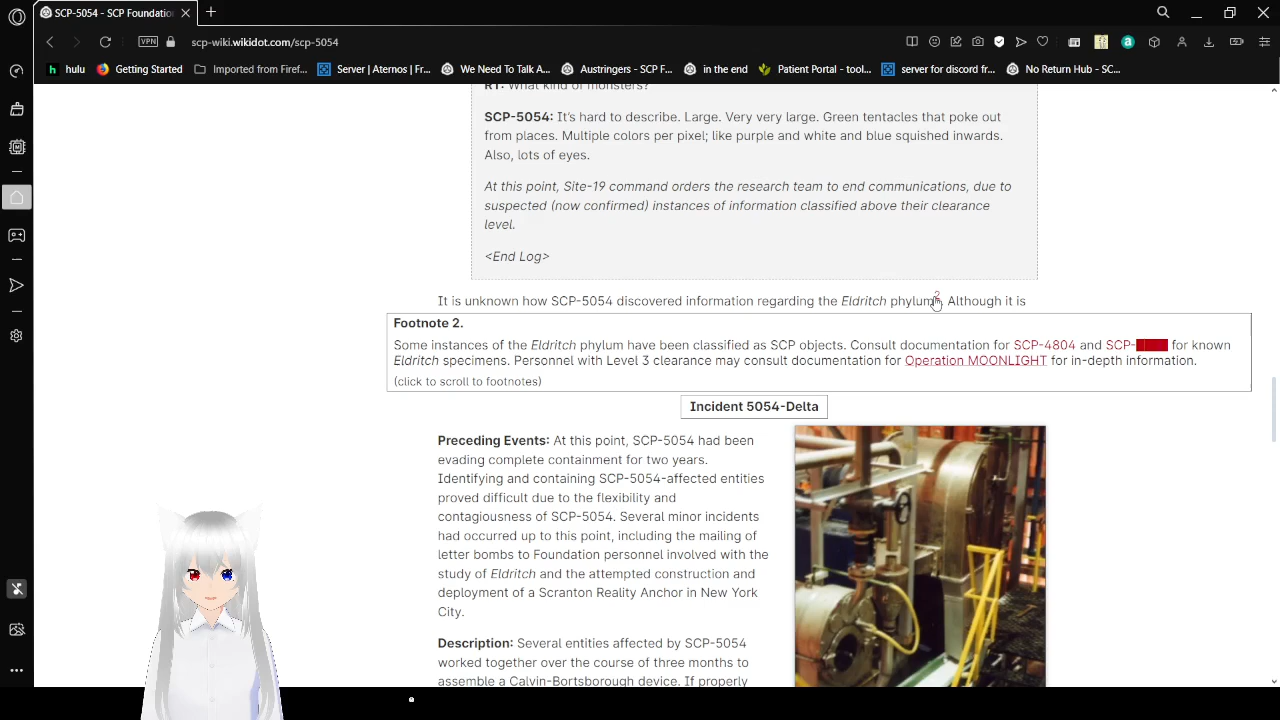 SCP-5054 - SCP Foundation
scp-wiki.wikidot.com/scp-5054
VPN
hulu
Getting Started
Imported from Firef...
Server | Aternos | Fr...
We Need To Talk A...
Austringers - SCP F...
in the end
Patient Portal - tool...
server for discord fr...
No Return Hub - SC...
RT: What kind of monsters?
SCP-5054: It's hard to describe. Large. Very very large. Green tentacles that poke out
from places. Multiple colors per pixel; like purple and white and blue squished inwards.
Also, lots of eyes.
At this point, Site-19 command orders the research team to end communications, due to
suspected (now confirmed) instances of information classified above their clearance
level.
<End Log>
It is unknown how SCP-5054 discovered information regarding the Eldritch phylum2. Although it is
Footnote 2.
Some instances of the Eldritch phylum have been classified as SCP objects. Consult documentation for SCP-4804 and SCP-████ for known
Eldritch specimens. Personnel with Level 3 clearance may consult documentation for Operation MOONLIGHT for in-depth information.
(click to scroll to footnotes)
Incident 5054-Delta
Preceding Events: At this point, SCP-5054 had been
evading complete containment for two years.
Identifying and containing SCP-5054-affected entities
proved difficult due to the flexibility and
contagiousness of SCP-5054. Several minor incidents
had occurred up to this point, including the mailing of
letter bombs to Foundation personnel involved with the
study of Eldritch and the attempted construction and
deployment of a Scranton Reality Anchor in New York
City.
Description: Several entities affected by SCP-5054
worked together over the course of three months to
assemble a Calvin-Bortsborough device. If properly